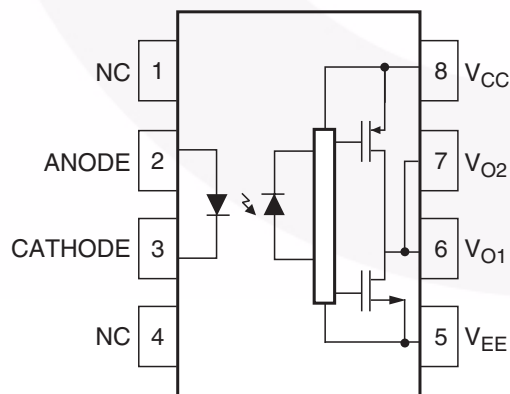 NC 1
8 VCC
ANODE 2
7 VO2
CATHODE 3
6 VO1
NC 4
5 VEE